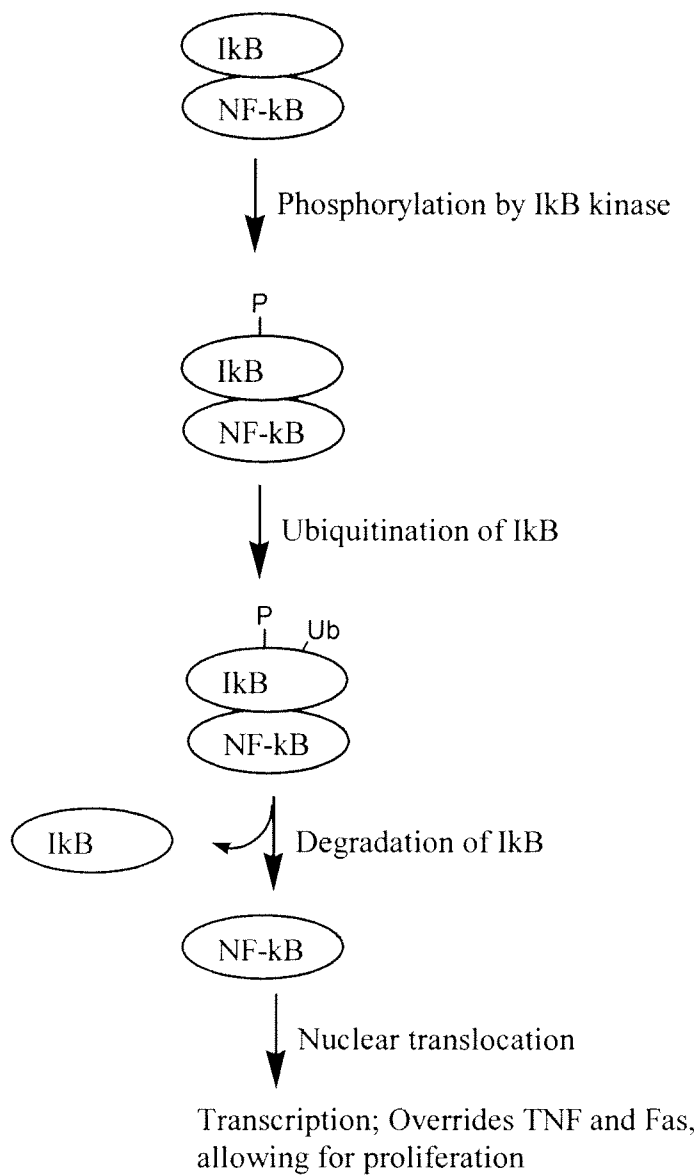 IkB
NF-kB
Phosphorylation by IkB kinase
P
IkB
NF-kB
Ubiquitination of IkB
P
Ub
IkB
NF-kB
IkB
Degradation of IkB
NF-kB
Nuclear translocation
Transcription; Overrides TNF and Fas,
allowing for proliferation